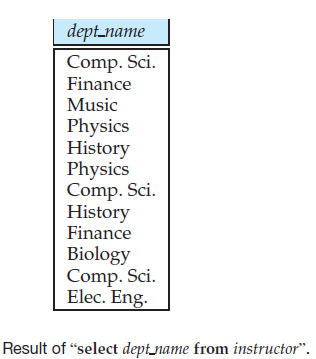 dept_name
Comp. Sci.
Finance
Music
Physics
History
Physics
Comp. Sci.
History
Finance
Biology
Comp. Sci.
Elec. Eng.
Result of “select dept_name from instructor”.